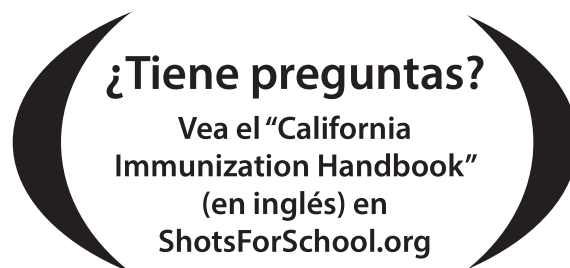 ¿Tiene preguntas?
Vea el “California
Immunization Handbook”
(en inglés) en
ShotsForSchool.org